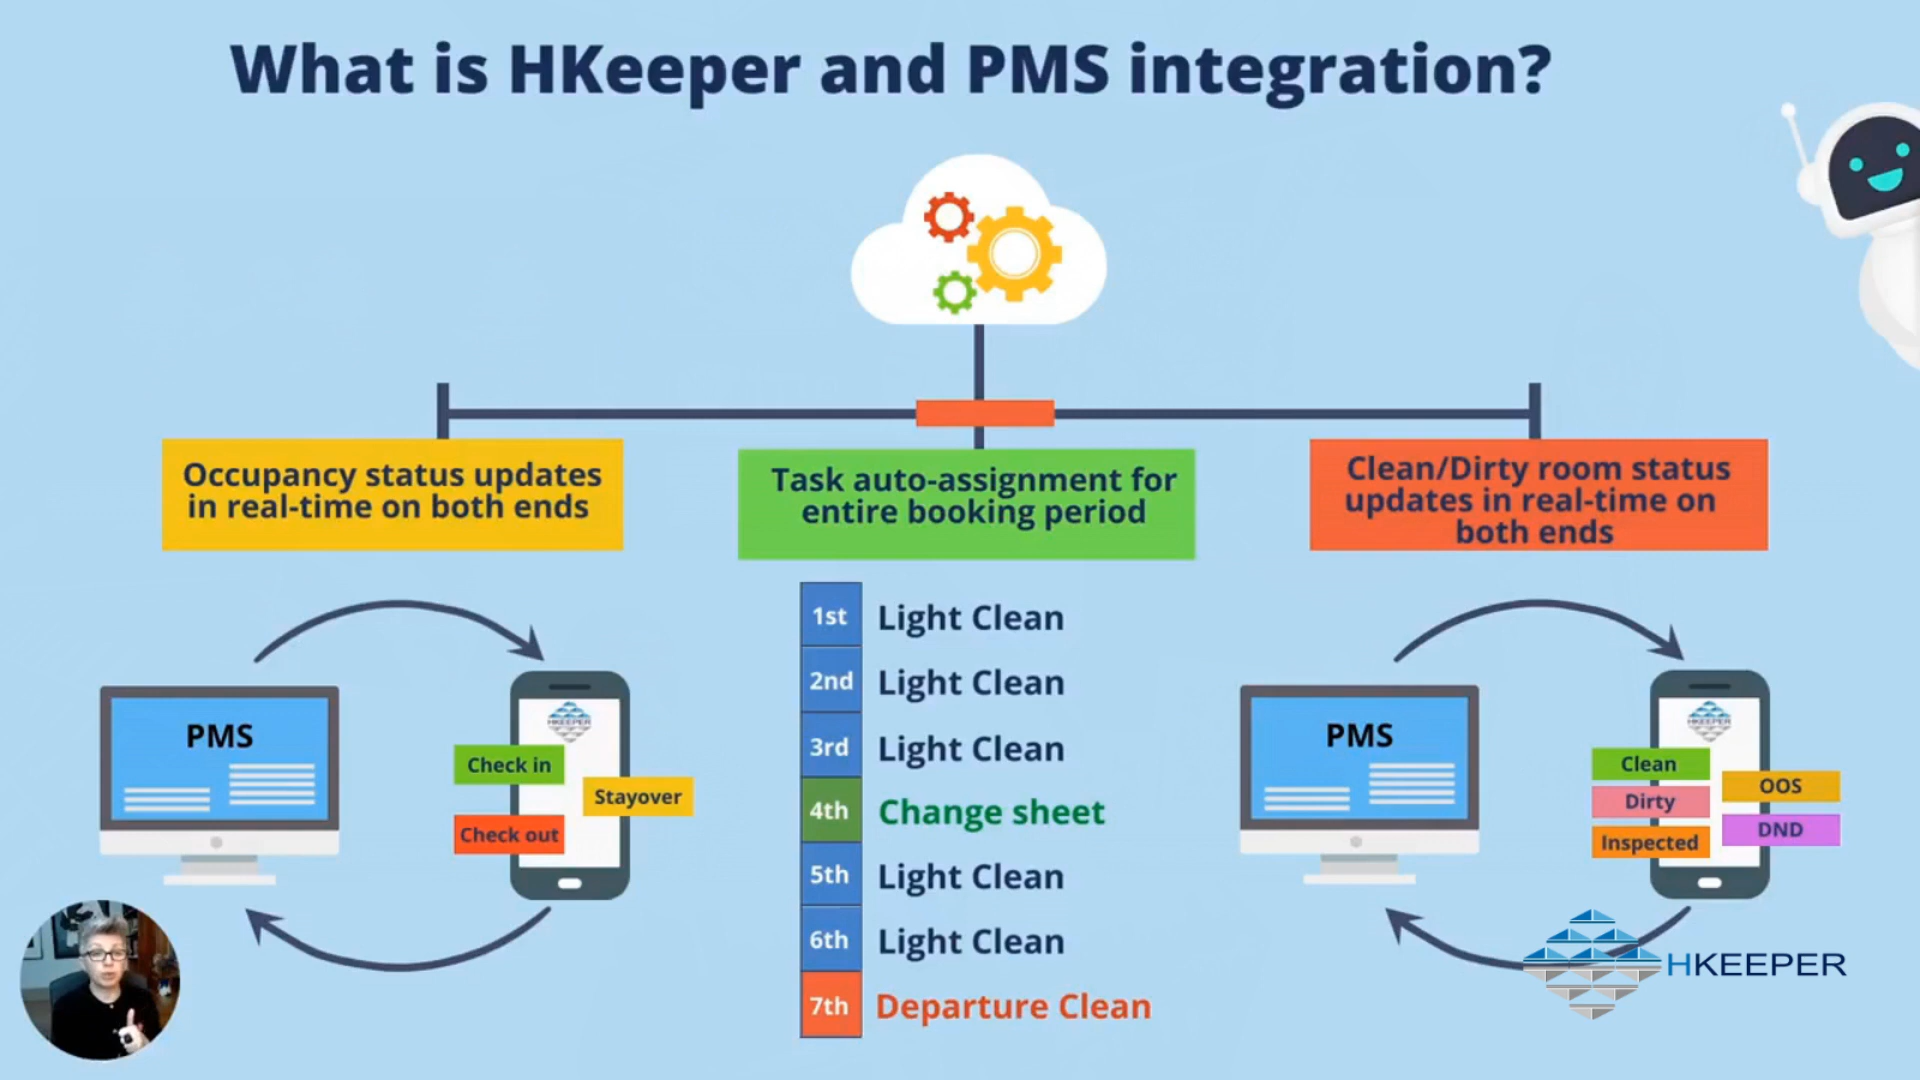 What is HKeeper and PMS integration?
Occupancy status updates
in real-time on both ends
Task auto-assignment for
entire booking period
Clean/Dirty room status
updates in real-time on
both ends
PMS
HKEEPER
Check in
Stayover
Check out
1st Light Clean
2nd Light Clean
3rd Light Clean
4th Change sheet
5th Light Clean
6th Light Clean
7th Departure Clean
PMS
HKEEPER
Clean
OOS
Dirty
DND
Inspected
HKEEPER